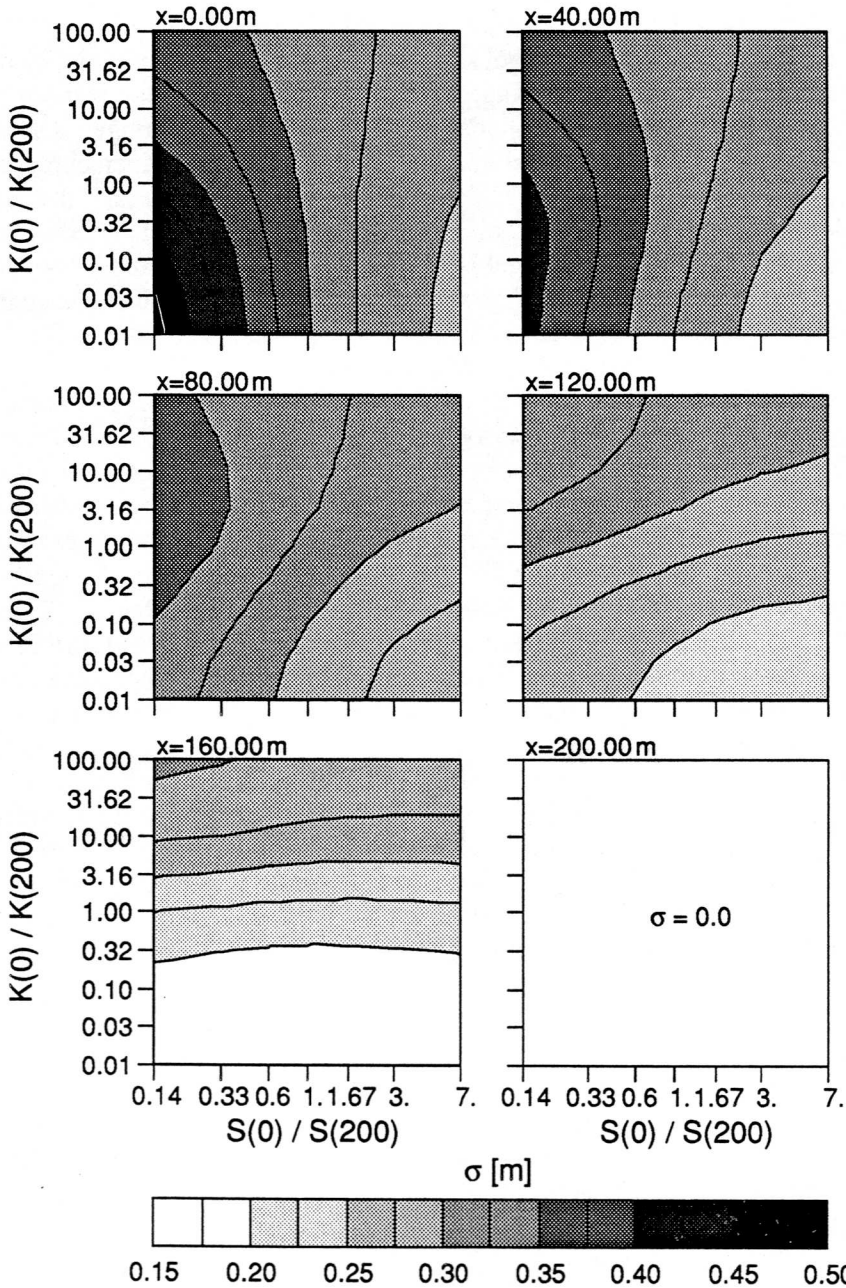 x=0.00m
x=40.00m
100.00
31.62
10.00
3.16
1.00
0.32
0.10
0.03
0.01
K(0) / K(200)
x=80.00m
x=120.00m
100.00
31.62
10.00
3.16
1.00
0.32
0.10
0.03
0.01
K(0) / K(200)
x=160.00m
x=200.00m
100.00
31.62
10.00
3.16
1.00
0.32
0.10
0.03
0.01
K(0) / K(200)
σ = 0.0
0.14 0.33 0.6 1. 1.67 3. 7.
0.14 0.33 0.6 1. 1.67 3. 7.
S(0) / S(200)
S(0) / S(200)
σ [m]
0.15 0.20 0.25 0.30 0.35 0.40 0.45 0.50